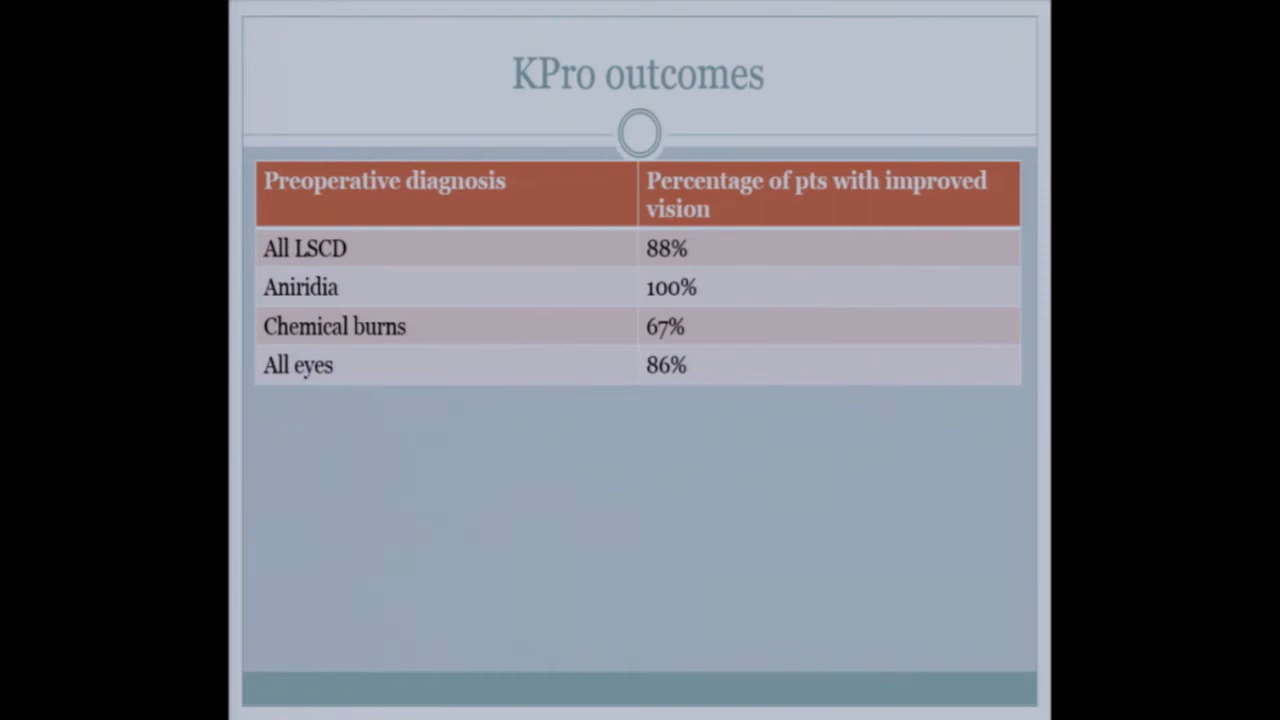 KPro outcomes
Preoperative diagnosis
Percentage of pts with improved
vision
All LSCD
88%
Aniridia
100%
Chemical burns
67%
All eyes
86%